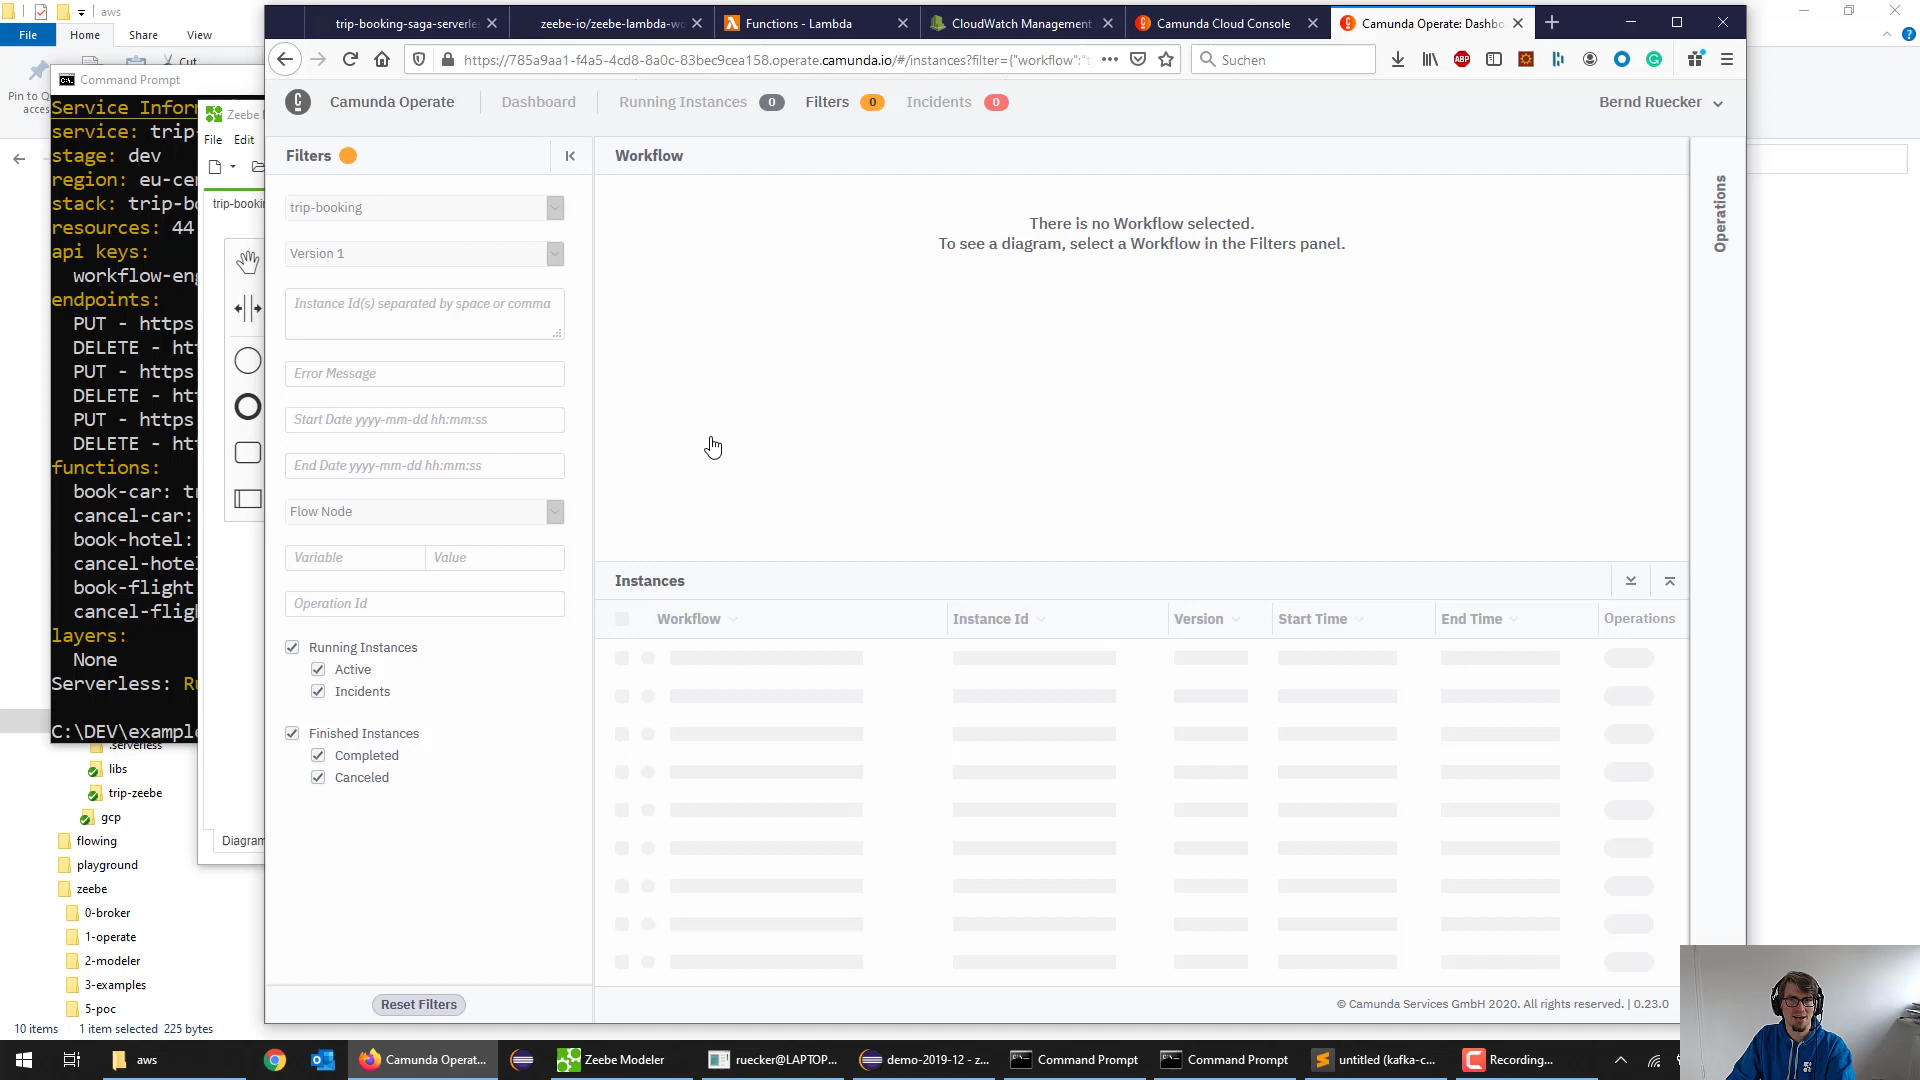 aws
File
Home
Share
View
Cut
Pin to Q
acces
Command Prompt
Service Infor
service: trip
stage: dev
region: eu-ce
stack: trip-b
resources: 44
api keys:
workflow-en
endpoints:
PUT - https
DELETE - ht
PUT - https
DELETE - ht
PUT - https
DELETE - ht
functions:
book-car: t
cancel-car:
book-hotel:
cancel-hote
book-flight
cancel-flig
layers:
None
Serverless: R
C:\DEV\exampl
Zeebe
File Edit
trip-bookin
Diagram
.serverless
libs
trip-zeebe
gcp
flowing
playground
zeebe
0-broker
1-operate
2-modeler
3-examples
5-poc
10 items 1 item selected 225 bytes
trip-booking-saga-serverles
zeebe-io/zeebe-lambda-wo
Functions - Lambda
CloudWatch Management
Camunda Cloud Console
Camunda Operate: Dashbo
https://785a9aa1-f4a5-4cd8-8a0c-83bec9cea158.operate.camunda.io/#/instances?filter={"workflow":"t
Suchen
ABP
Camunda Operate
Dashboard
Running Instances 0
Filters 0
Incidents 0
Bernd Ruecker
Filters
trip-booking
Version 1
Instance Id(s) separated by space or comma
Error Message
Start Date yyyy-mm-dd hh:mm:ss
End Date yyyy-mm-dd hh:mm:ss
Flow Node
Variable Value
Operation Id
Running Instances
Active
Incidents
Finished Instances
Completed
Canceled
Reset Filters
Workflow
There is no Workflow selected.
To see a diagram, select a Workflow in the Filters panel.
Operations
Instances
Workflow Instance Id Version Start Time End Time Operations
© Camunda Services GmbH 2020. All rights reserved. | 0.23.0
aws
Camunda Operat...
Zeebe Modeler
ruecker@LAPTOP...
demo-2019-12 - z...
Command Prompt
Command Prompt
untitled (kafka-c...
Recording...